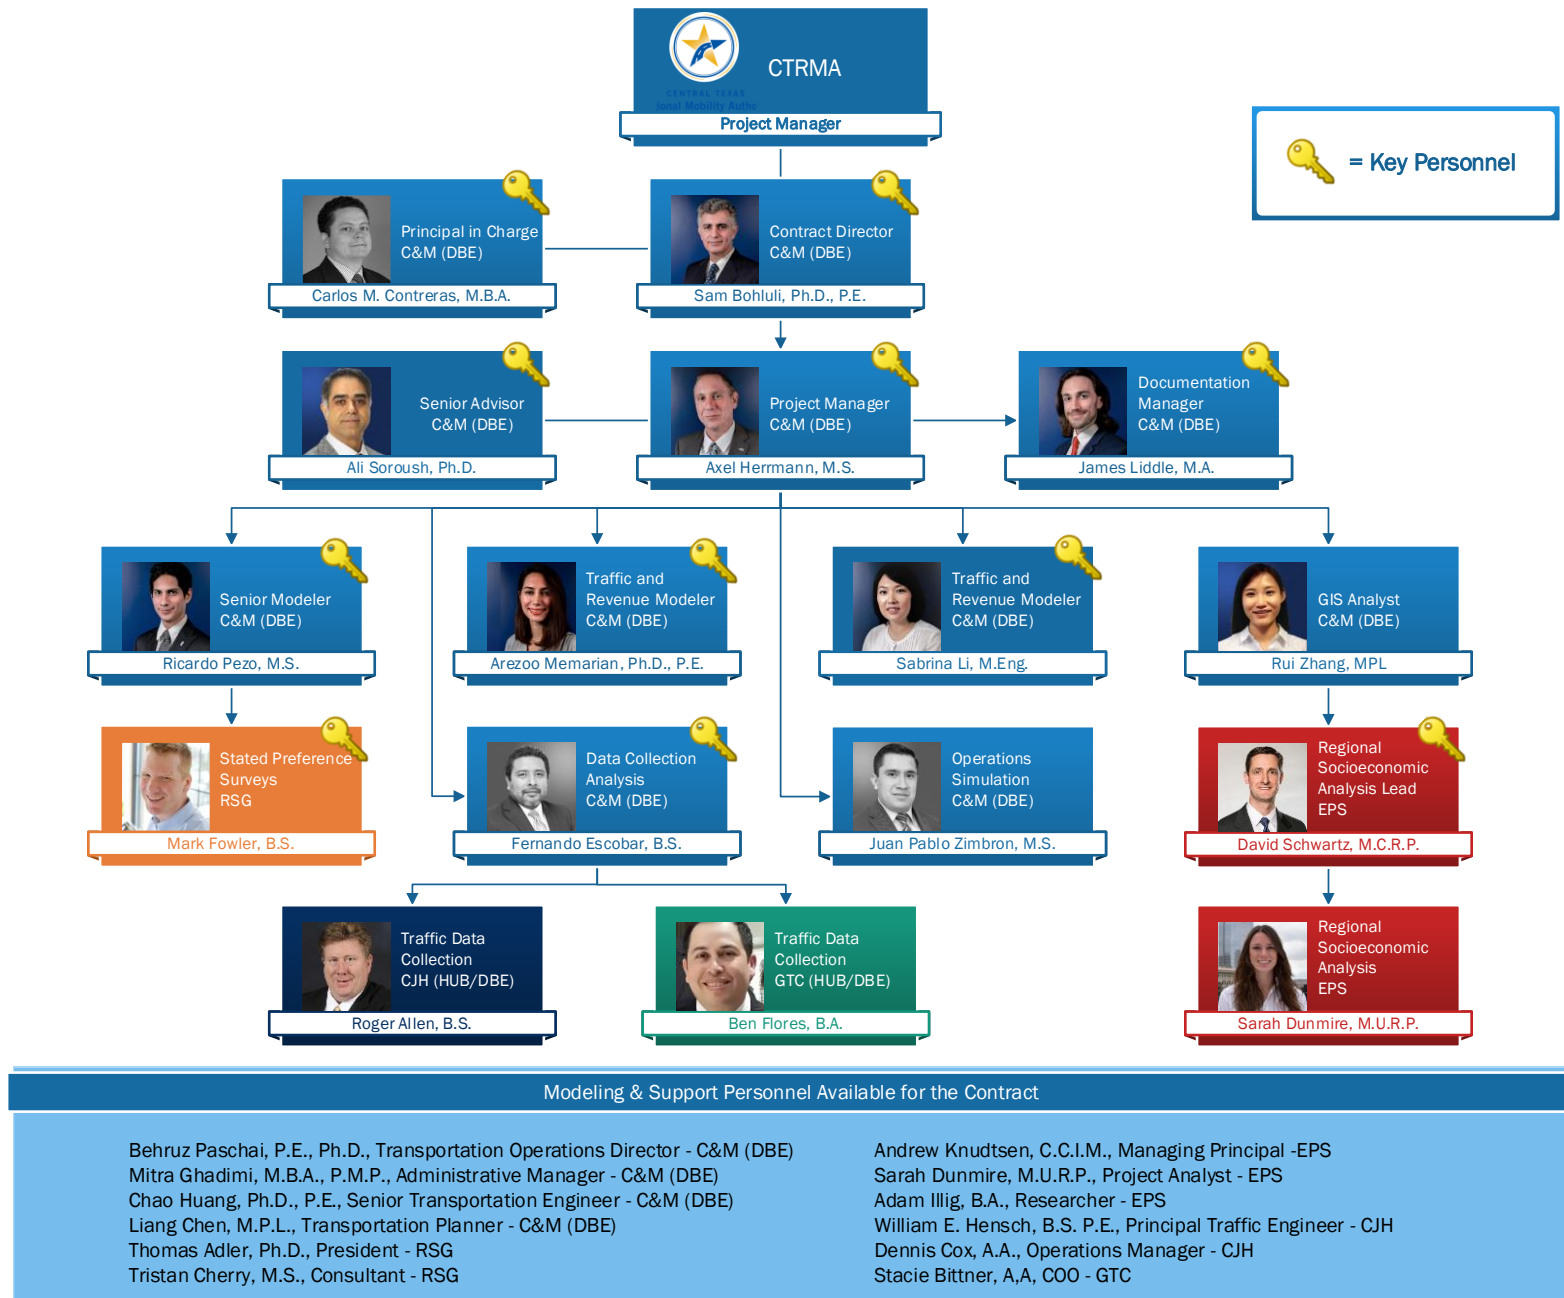 CTRMA
CENTRAL TEXAS
ional Mobility Autho
Project Manager
= Key Personnel
Principal in Charge
C&M (DBE)
Carlos M. Contreras, M.B.A.
Contract Director
C&M (DBE)
Sam Bohluli, Ph.D., P.E.
Senior Advisor
C&M (DBE)
Ali Soroush, Ph.D.
Project Manager
C&M (DBE)
Axel Herrmann, M.S.
Documentation
Manager
C&M (DBE)
James Liddle, M.A.
Senior Modeler
C&M (DBE)
Ricardo Pezo, M.S.
Traffic and
Revenue Modeler
C&M (DBE)
Arezoo Memarian, Ph.D., P.E.
Traffic and
Revenue Modeler
C&M (DBE)
Sabrina Li, M.Eng.
GIS Analyst
C&M (DBE)
Rui Zhang, MPL
Stated Preference
Surveys
RSG
Mark Fowler, B.S.
Data Collection
Analysis
C&M (DBE)
Fernando Escobar, B.S.
Operations
Simulation
C&M (DBE)
Juan Pablo Zimbron, M.S.
Regional
Socioeconomic
Analysis Lead
EPS
David Schwartz, M.C.R.P.
Traffic Data
Collection
CJH (HUB/DBE)
Roger Allen, B.S.
Traffic Data
Collection
GTC (HUB/DBE)
Ben Flores, B.A.
Regional
Socioeconomic
Analysis
EPS
Sarah Dunmire, M.U.R.P.
Modeling & Support Personnel Available for the Contract
Behruz Paschai, P.E., Ph.D., Transportation Operations Director - C&M (DBE)
Mitra Ghadimi, M.B.A., P.M.P., Administrative Manager - C&M (DBE)
Chao Huang, Ph.D., P.E., Senior Transportation Engineer - C&M (DBE)
Liang Chen, M.P.L., Transportation Planner - C&M (DBE)
Thomas Adler, Ph.D., President - RSG
Tristan Cherry, M.S., Consultant - RSG
Andrew Knudtsen, C.C.I.M., Managing Principal -EPS
Sarah Dunmire, M.U.R.P., Project Analyst - EPS
Adam Illig, B.A., Researcher - EPS
William E. Hensch, B.S. P.E., Principal Traffic Engineer - CJH
Dennis Cox, A.A., Operations Manager - CJH
Stacie Bittner, A,A, COO - GTC